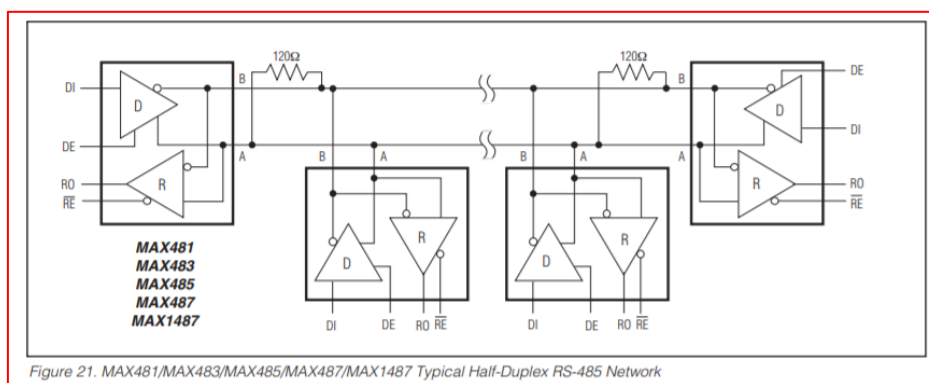 120Ω
120Ω
B
B
DI
DE
D
D
DE
DI
A
B
A
B
A
A
RO
RE
R
R
RO
RE
D
R
D
R
MAX481
MAX483
MAX485
MAX487
MAX1487
DI
DE
RO
RE
DI
DE
RO
RE
Figure 21. MAX481/MAX483/MAX485/MAX487/MAX1487 Typical Half-Duplex RS-485 Network